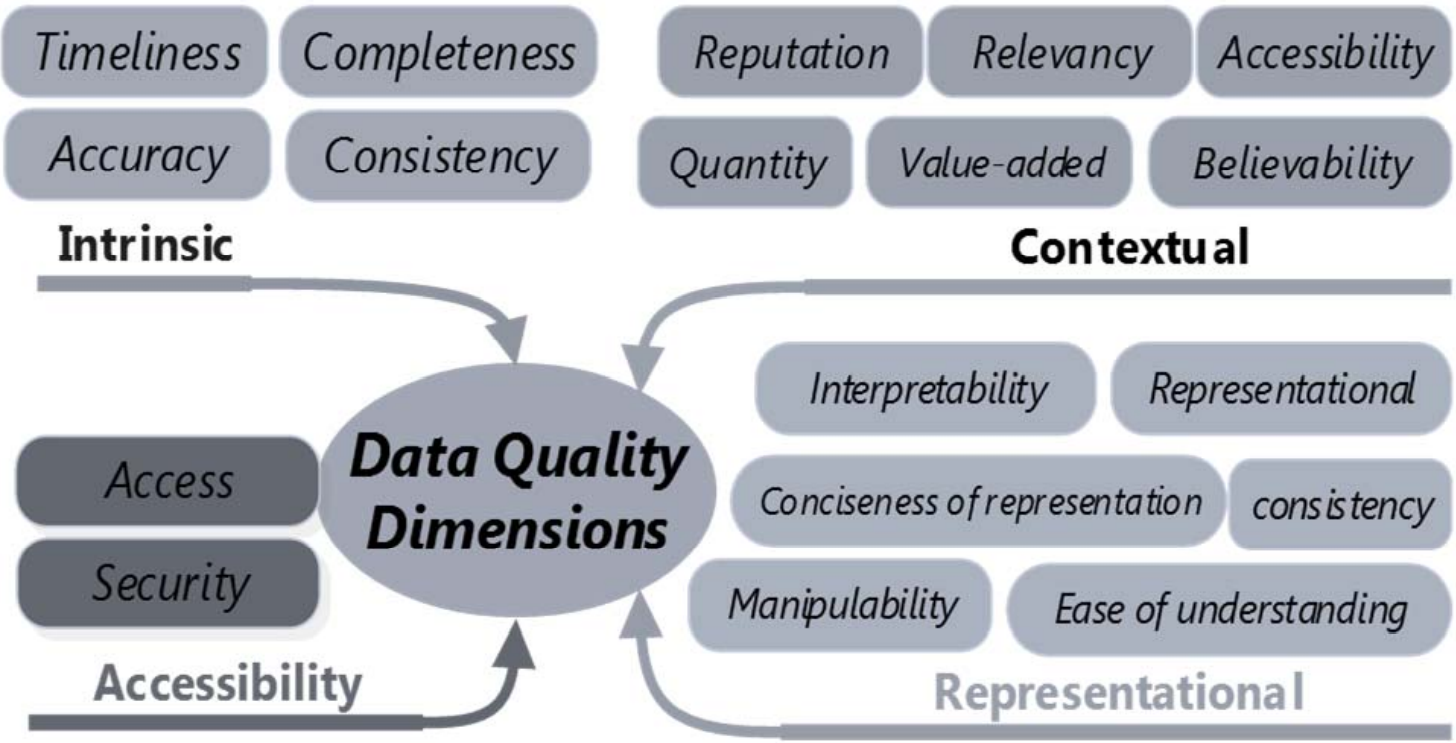 Timeliness
Completeness
Accuracy
Consistency
Intrinsic
Reputation
Relevancy
Accessibility
Quantity
Value-added
Believability
Contextual
Data Quality
Dimensions
Access
Security
Accessibility
Interpretability
Representational
Conciseness of representation
consistency
Manipulability
Ease of understanding
Representational